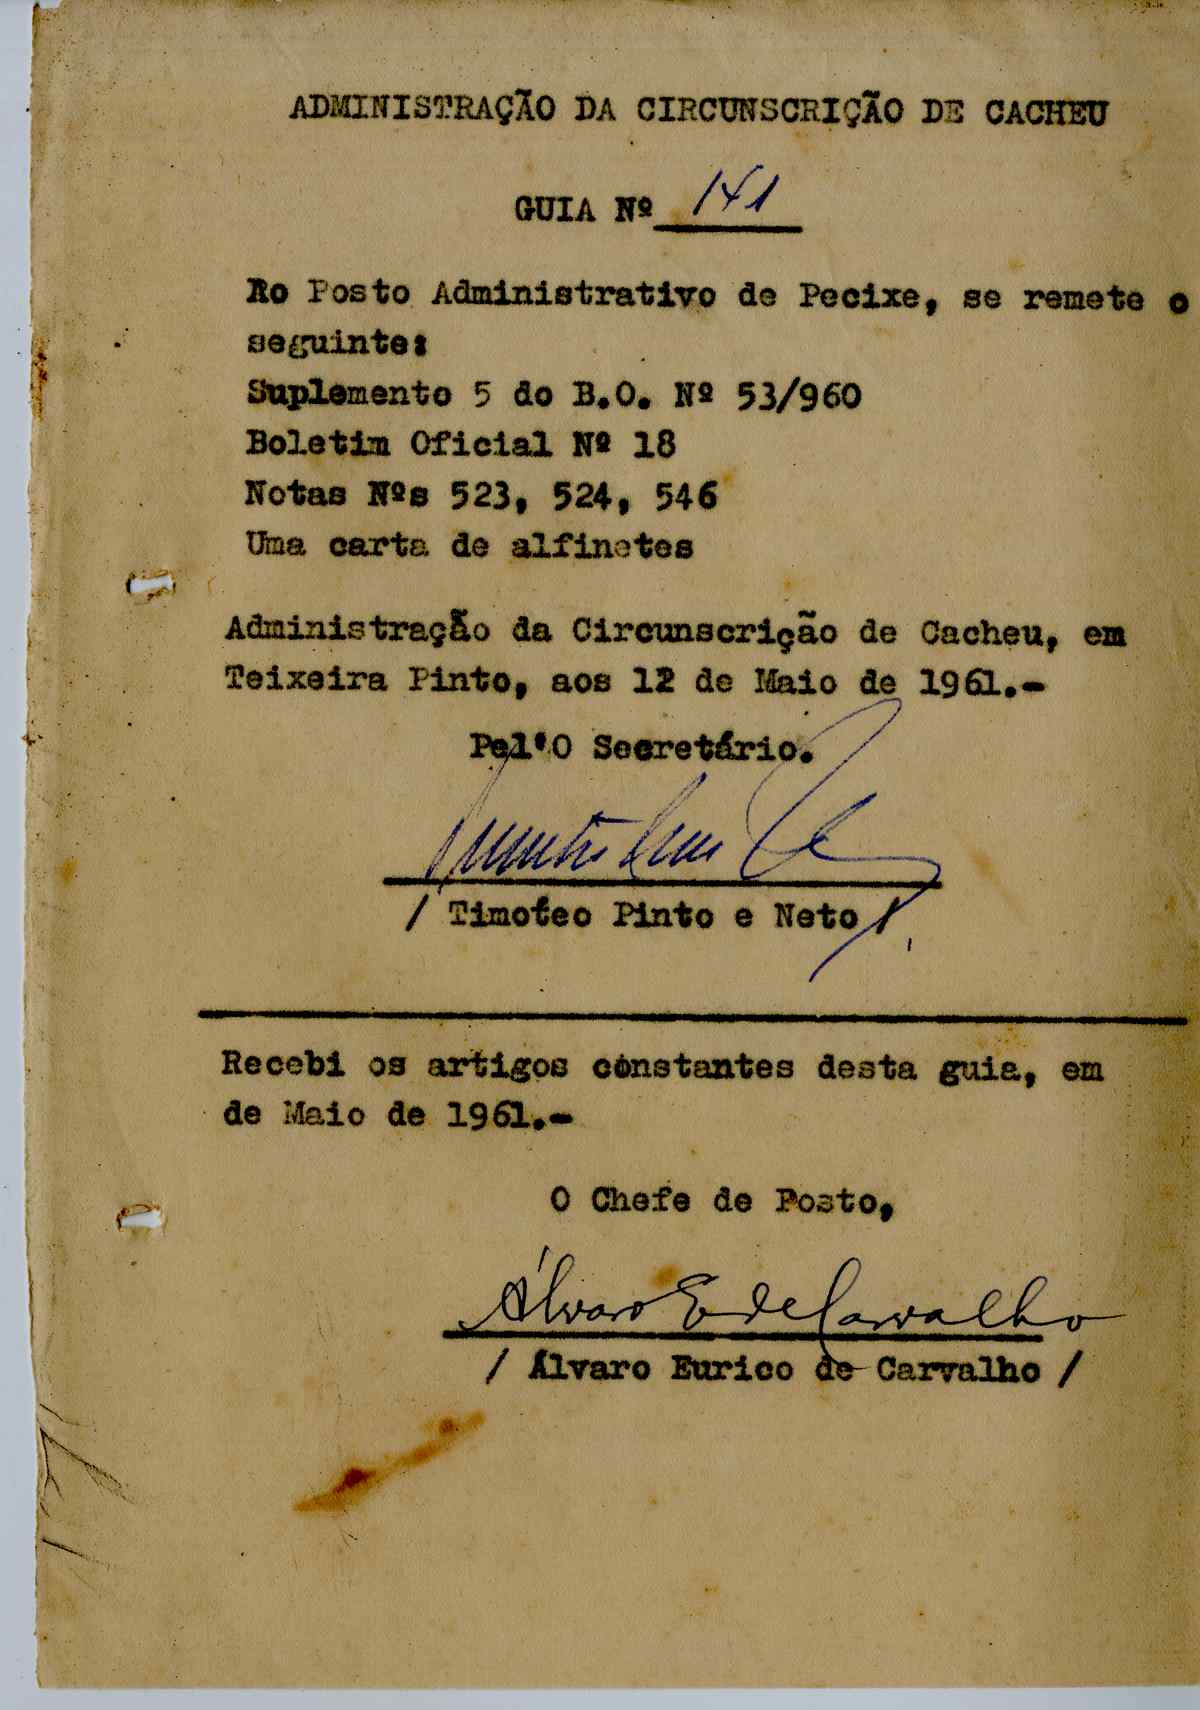 ADMINISTRAÇÃO DA CIRCUNSCRIÇÃO DE CACHEU
GUIA Nº 141
Ao Posto Administrativo de Pecixe, se remete o
seguinte:
Suplemento 5 do B.O. Nº 53/960
Boletim Oficial Nº 18
Notas Nºs 523, 524, 546
Uma carta de alfinetes
Administração da Circunscrição de Cacheu, em
Teixeira Pinto, aos 12 de Maio de 1961.-
Pel'O Secretário.
/ Timoteo Pinto e Neto /.
Recebi os artigos constantes desta guia, em
de Maio de 1961.-
O Chefe de Posto,
Álvaro E de Carvalho
/ Álvaro Eurico de Carvalho /